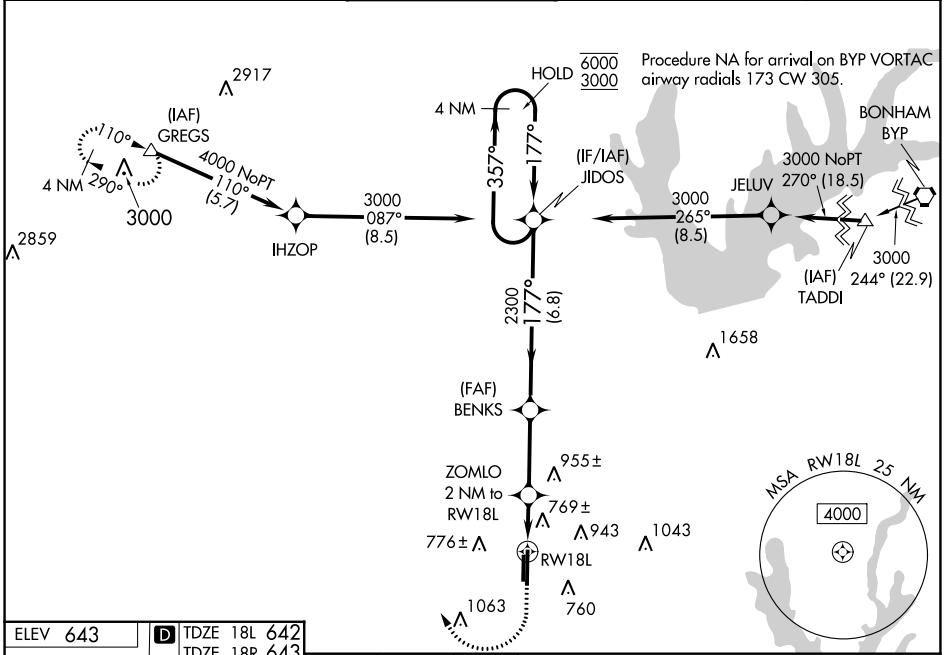 2917
HOLD
6000
3000
Procedure NA for arrival on BYP VORTAC
airway radials 173 CW 305.
4 NM
BONHAM
BYP
(IAF)
GREGS
110°
4 NM
290°
3000
4000 NoPT
110°
(5.7)
357°
177°
(IF/IAF)
JIDOS
JELUV
3000 NoPT
270° (18.5)
3000
087°
(8.5)
IHZOP
3000
265°
(8.5)
(IAF)
TADDI
3000
244° (22.9)
2859
2300
177°
(6.8)
1658
(FAF)
BENKS
ZOMLO
2 NM to
RW18L
955±
769±
943
1043
776±
RW18L
1063
760
MSA RW18L 25 NM
4000
ELEV 643
D
TDZE 18L 642
TDZE 18R 643